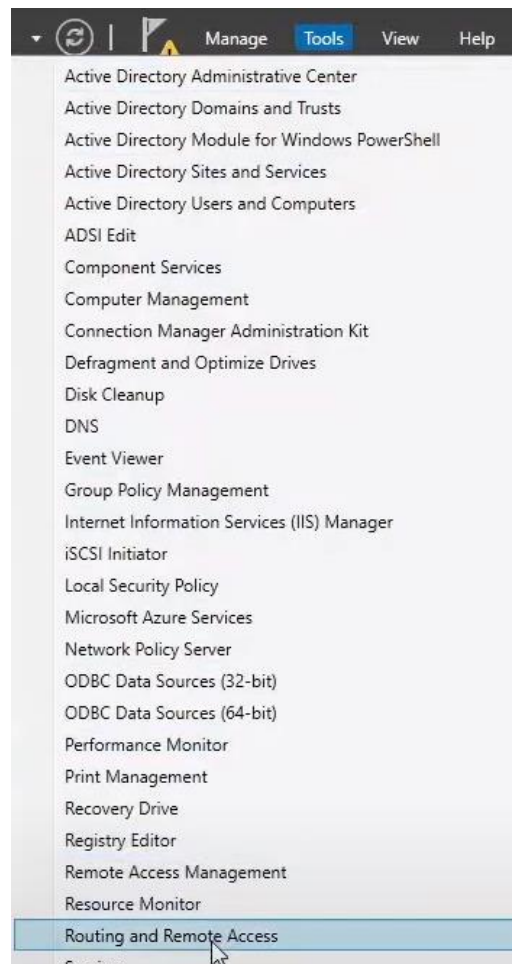 Manage Tools View Help
Active Directory Administrative Center
Active Directory Domains and Trusts
Active Directory Module for Windows PowerShell
Active Directory Sites and Services
Active Directory Users and Computers
ADSI Edit
Component Services
Computer Management
Connection Manager Administration Kit
Defragment and Optimize Drives
Disk Cleanup
DNS
Event Viewer
Group Policy Management
Internet Information Services (IIS) Manager
iSCSI Initiator
Local Security Policy
Microsoft Azure Services
Network Policy Server
ODBC Data Sources (32-bit)
ODBC Data Sources (64-bit)
Performance Monitor
Print Management
Recovery Drive
Registry Editor
Remote Access Management
Resource Monitor
Routing and Remote Access